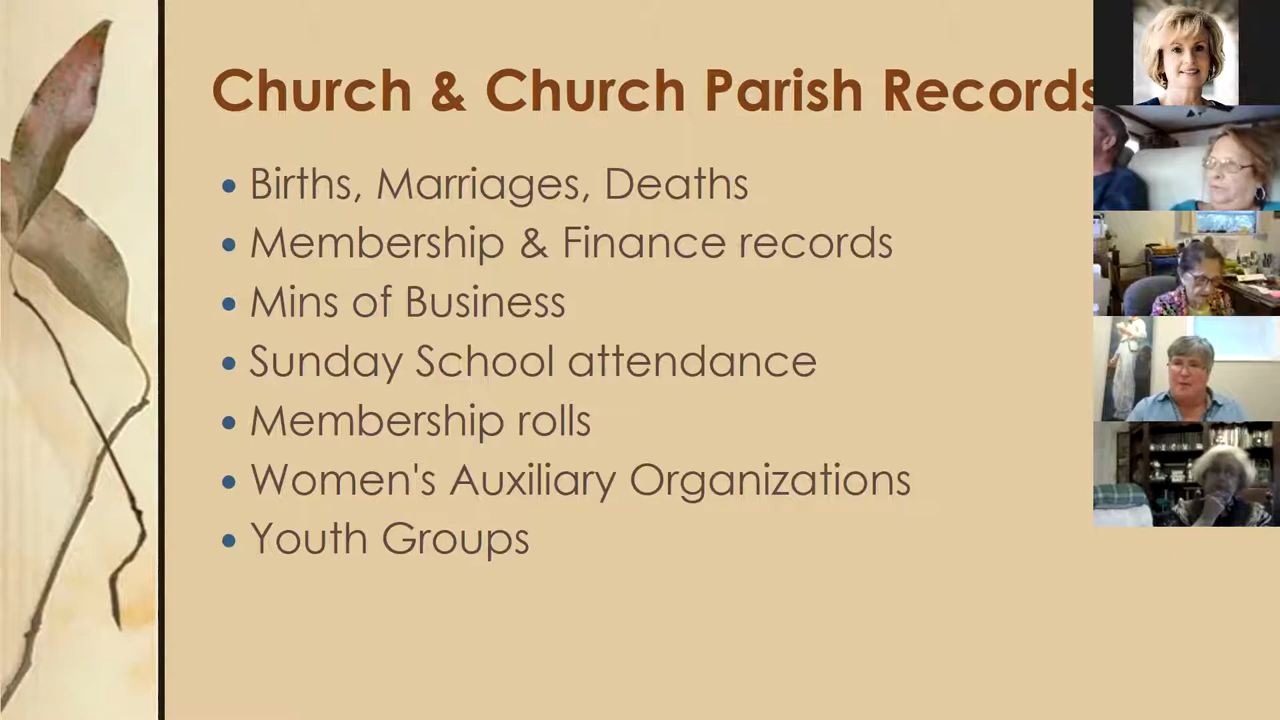 Church & Church Parish Records
• Births, Marriages, Deaths
• Membership & Finance records
• Mins of Business
• Sunday School attendance
• Membership rolls
• Women's Auxiliary Organizations
• Youth Groups